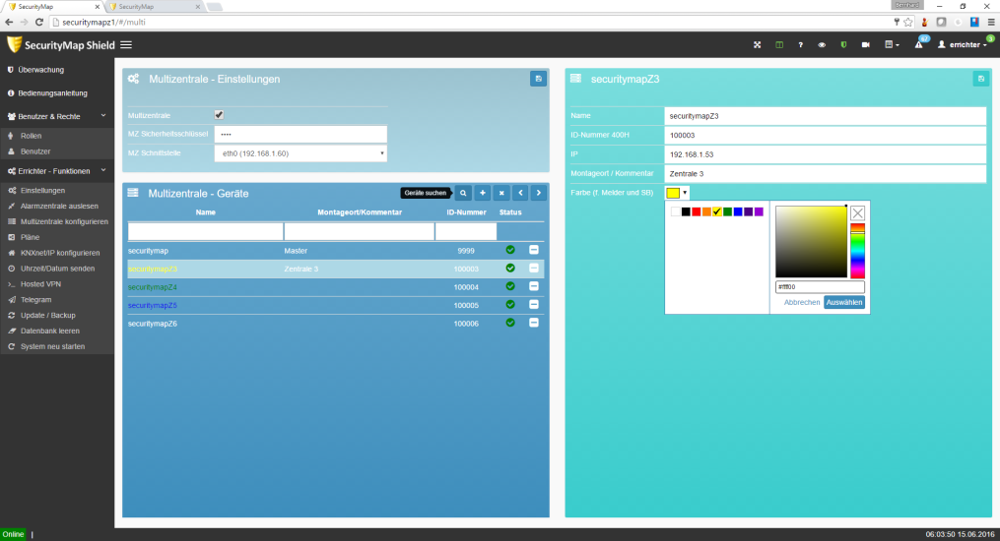 SecurityMap
SecurityMap
Bernhard
securitymapz1/#/multi
SecurityMap Shield
67
errichter
3
Überwachung
Bedienungsanleitung
Benutzer & Rechte
Rollen
Benutzer
Errichter - Funktionen
Einstellungen
Alarmzentrale auslesen
Multizentrale konfigurieren
Pläne
KNXnet/IP konfigurieren
Uhrzeit/Datum senden
Hosted VPN
Telegram
Update / Backup
Datenbank leeren
System neu starten
Multizentrale - Einstellungen
Multizentrale
MZ Sicherheitsschlüssel ••••
MZ Schnittstelle eth0 (192.168.1.60)
Multizentrale - Geräte
Geräte suchen
Name Montageort/Kommentar ID-Nummer Status
securitymap Master 9999
securitymapZ3 Zentrale 3 100003
securitymapZ4 100004
securitymapZ5 100005
securitymapZ6 100006
securitymapZ3
Name securitymapZ3
ID-Nummer 400H 100003
IP 192.168.1.53
Montageort / Kommentar Zentrale 3
Farbe (f. Melder und SB)
#ffff00
Abbrechen Auswählen
Online |
06:03:50 15.06.2016